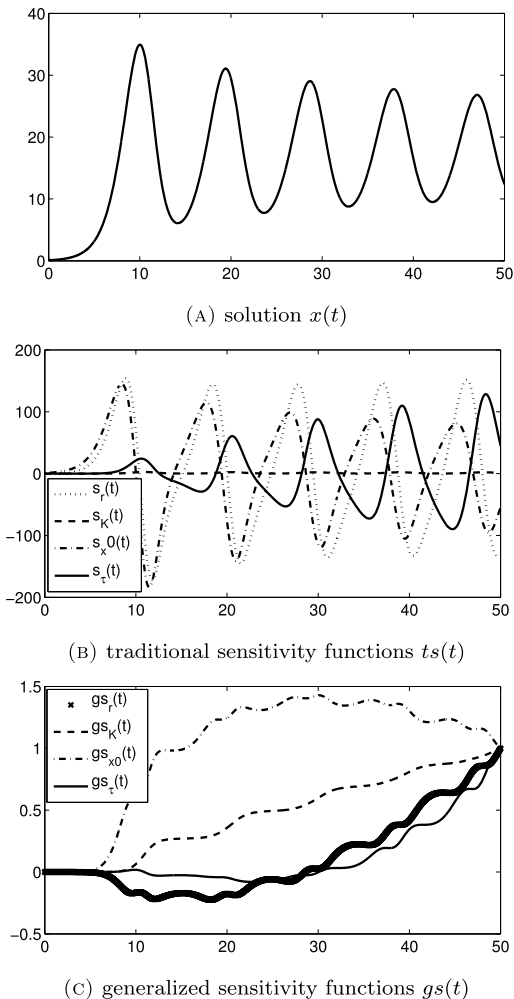 40
30
20
10
0
0 10 20 30 40 50
(A) solution x(t)
200
100
0
−100
−200
s_r(t)
s_K(t)
s_x0(t)
s_τ(t)
0 10 20 30 40 50
(B) traditional sensitivity functions ts(t)
1.5
1
0.5
0
−0.5
gs_r(t)
gs_K(t)
gs_x0(t)
gs_τ(t)
0 10 20 30 40 50
(C) generalized sensitivity functions gs(t)